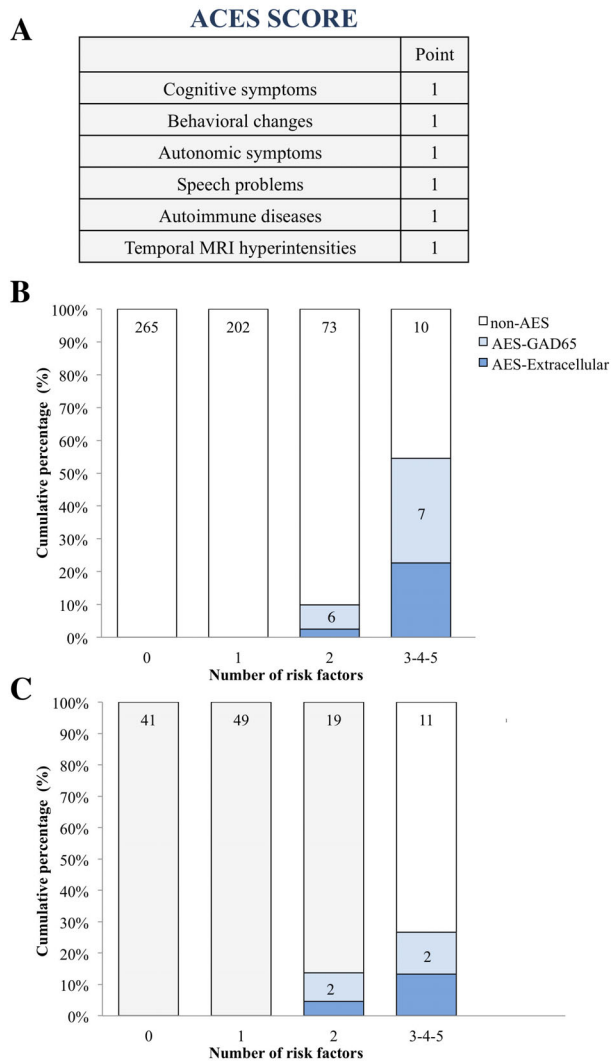 A
ACES SCORE
Point
Cognitive symptoms 1
Behavioral changes 1
Autonomic symptoms 1
Speech problems 1
Autoimmune diseases 1
Temporal MRI hyperintensities 1
B
Cumulative percentage (%)
100%
90%
80%
70%
60%
50%
40%
30%
20%
10%
0%
265 202 73 10
7
6
non-AES
AES-GAD65
AES-Extracellular
0 1 2 3-4-5
Number of risk factors
C
Cumulative percentage (%)
100%
90%
80%
70%
60%
50%
40%
30%
20%
10%
0%
41 49 19 11
2
2
0 1 2 3-4-5
Number of risk factors